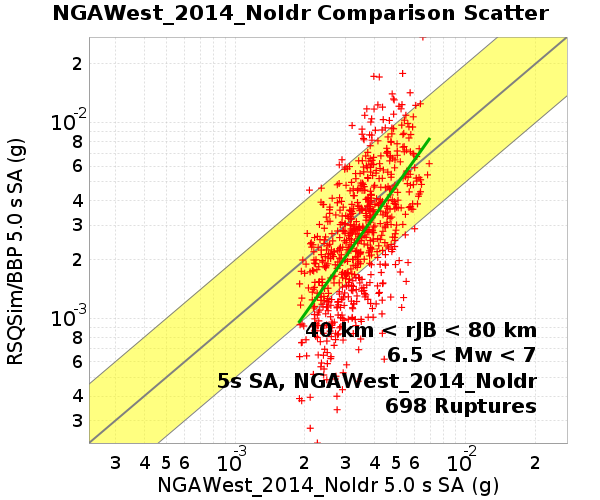 NGAWest_2014_NoIdr Comparison Scatter
RSQSim/BBP 5.0 s SA (g)
2
10-2
8
6
4
3
2
10-3
8
6
4
3
40 km < rJB < 80 km
6.5 < Mw < 7
5s SA, NGAWest_2014_NoIdr
698 Ruptures
3 4 5 6 10-3 2 3 4 5 6 10-2 2
NGAWest_2014_NoIdr 5.0 s SA (g)